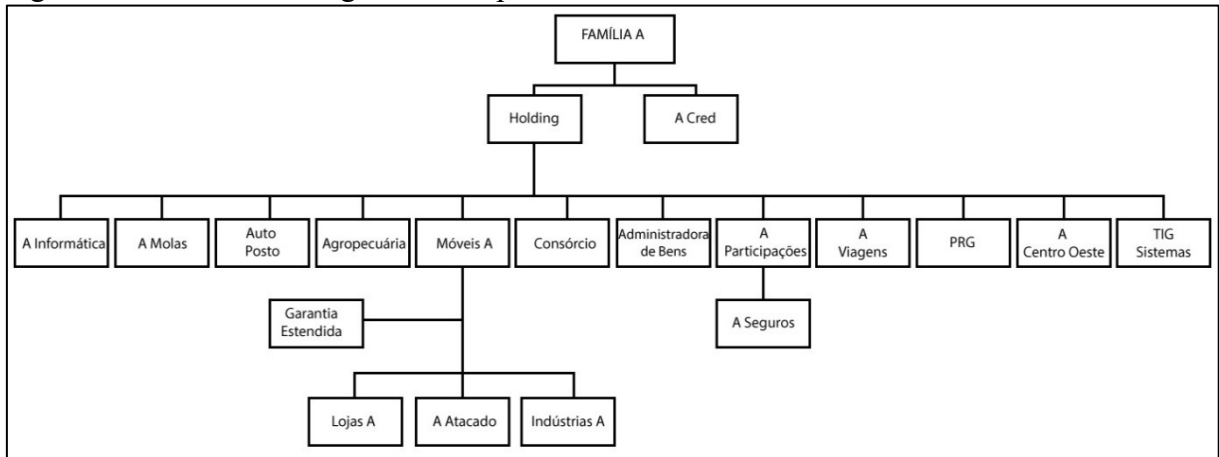 FAMÍLIA A
Holding
A Cred
A Informática
A Molas
Auto
Posto
Agropecuária
Móveis A
Consórcio
Administradora
de Bens
A
Participações
A
Viagens
PRG
A
Centro Oeste
TIG
Sistemas
Garantia
Estendida
A Seguros
Lojas A
A Atacado
Indústrias A